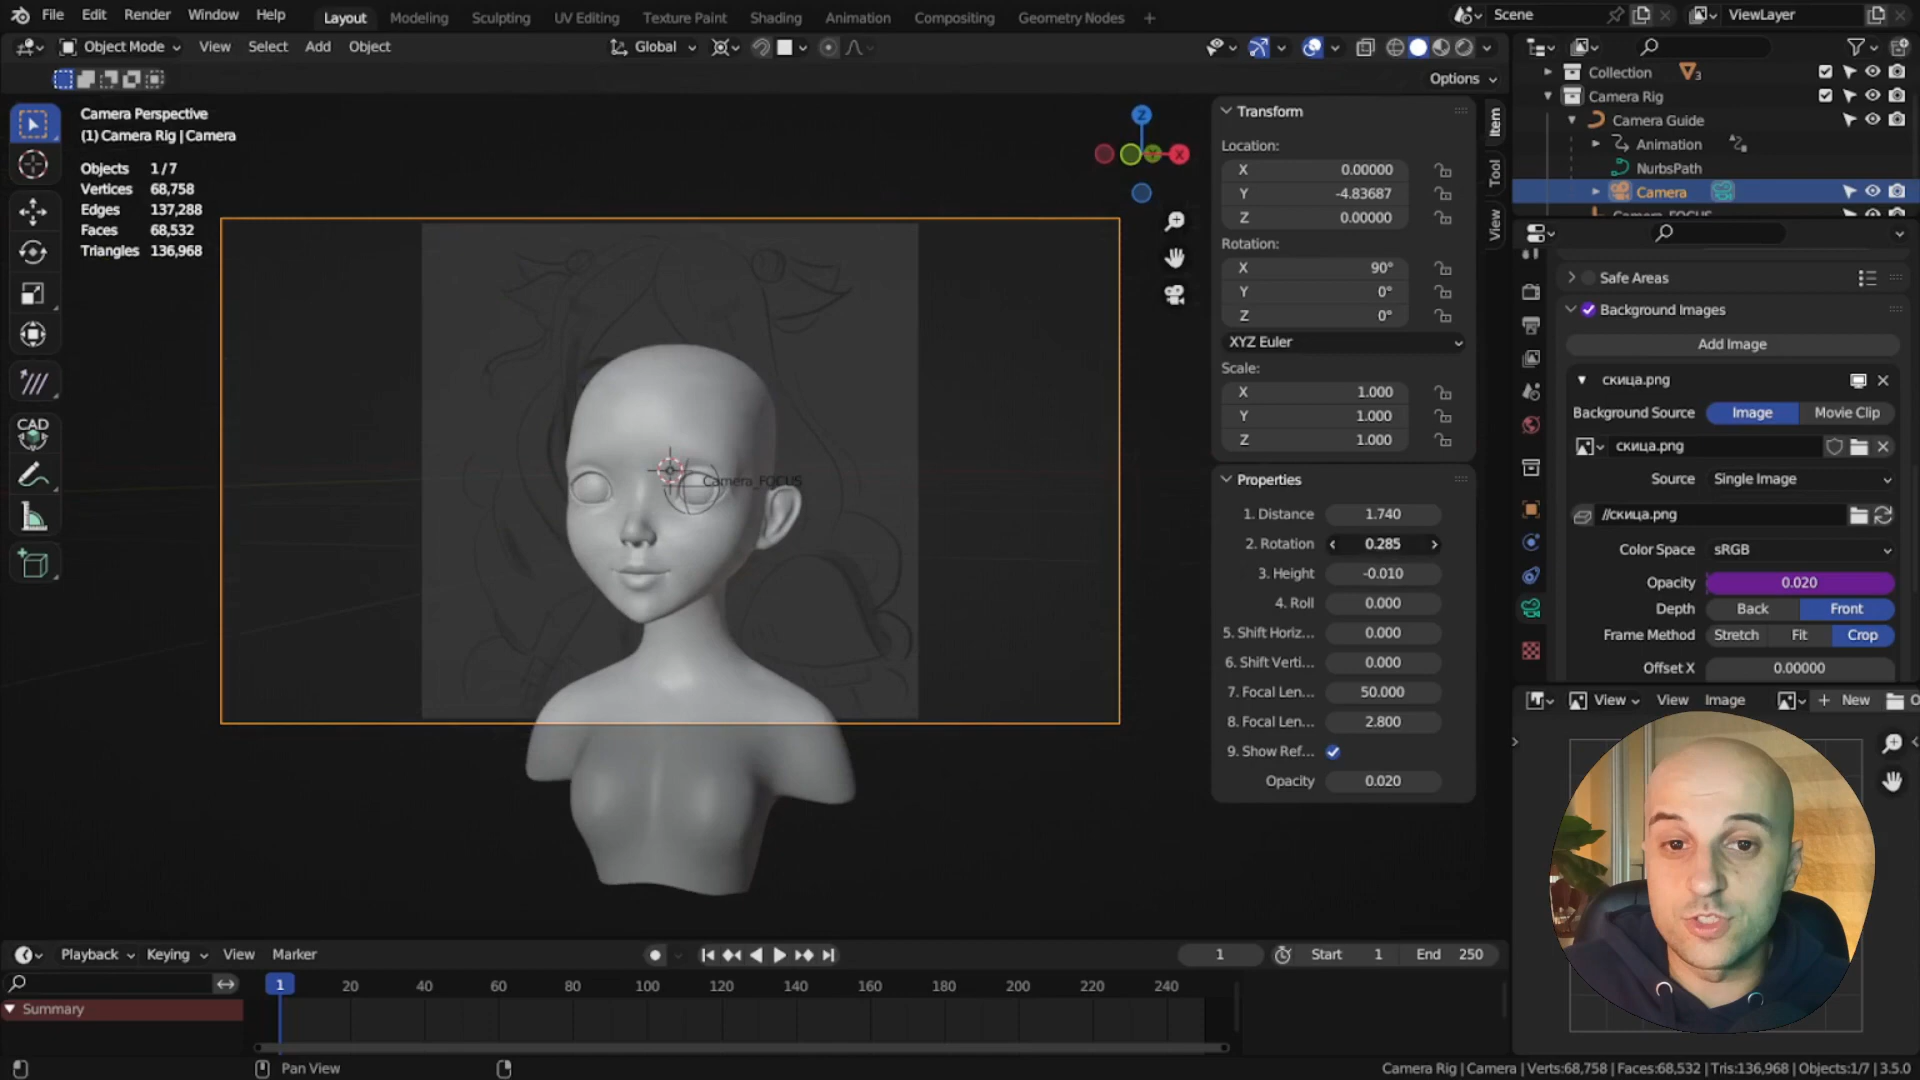 File Edit Render Window Help Layout Modeling Sculpting UV Editing Texture Paint Shading Animation Compositing Geometry Nodes + Scene ViewLayer
Object Mode View Select Add Object Global
Options
Camera Perspective
(1) Camera Rig | Camera
Objects 1/7
Vertices 68,758
Edges 137,288
Faces 68,532
Triangles 136,968
CAD
Camera_FOCUS
Z
X
Item
Tool
View
Transform
Location:
X 0.00000
Y -4.83687
Z 0.00000
Rotation:
X 90°
Y 0°
Z 0°
XYZ Euler
Scale:
X 1.000
Y 1.000
Z 1.000
Properties
1. Distance 1.740
2. Rotation 0.285
3. Height -0.010
4. Roll 0.000
5. Shift Horiz... 0.000
6. Shift Verti... 0.000
7. Focal Len... 50.000
8. Focal Len... 2.800
9. Show Ref...
Opacity 0.020
Collection 3
Camera Rig
Camera Guide
Animation
NurbsPath
Camera
Safe Areas
Background Images
Add Image
скица.png
Background Source Image Movie Clip
скица.png
Source Single Image
//скица.png
Color Space sRGB
Opacity 0.020
Depth Back Front
Frame Method Stretch Fit Crop
Offset X 0.00000
View View Image + New
Playback Keying View Marker 1 Start 1 End 250
1 20 40 60 80 100 120 140 160 180 200 220 240
Summary
Pan View
Camera Rig | Camera | Verts:68,758 | Faces:68,532 | Tris:136,968 | Objects:1/7 | 3.5.0